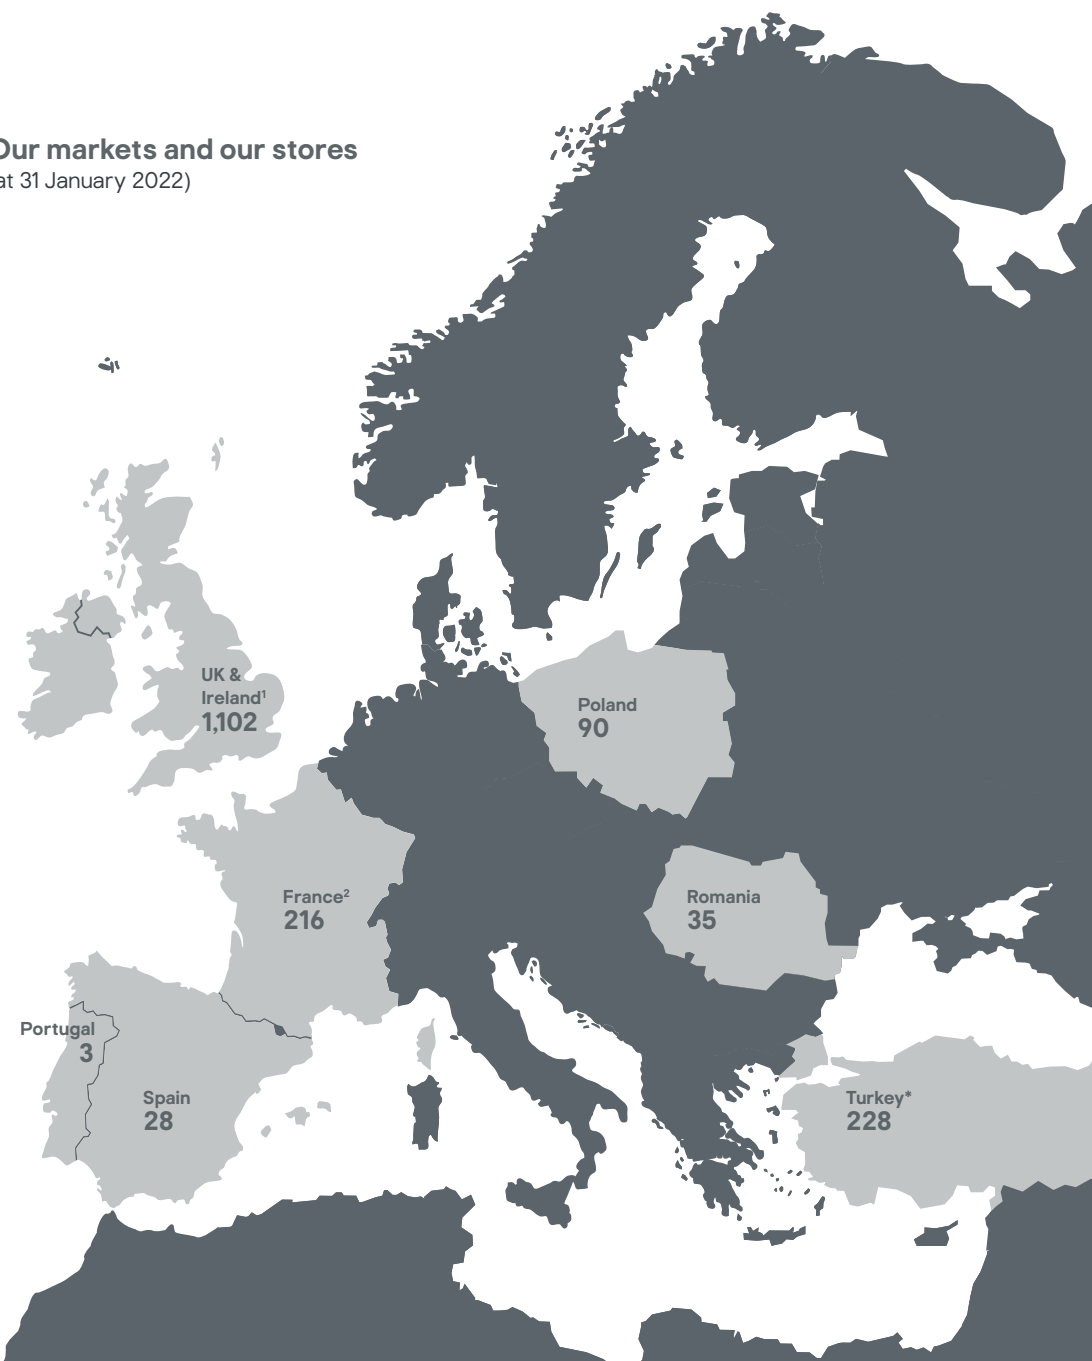 Our markets and our stores
at 31 January 2022)
UK &
Ireland¹
1,102
Poland
90
France²
216
Romania
35
Portugal
3
Spain
28
Turkey*
228